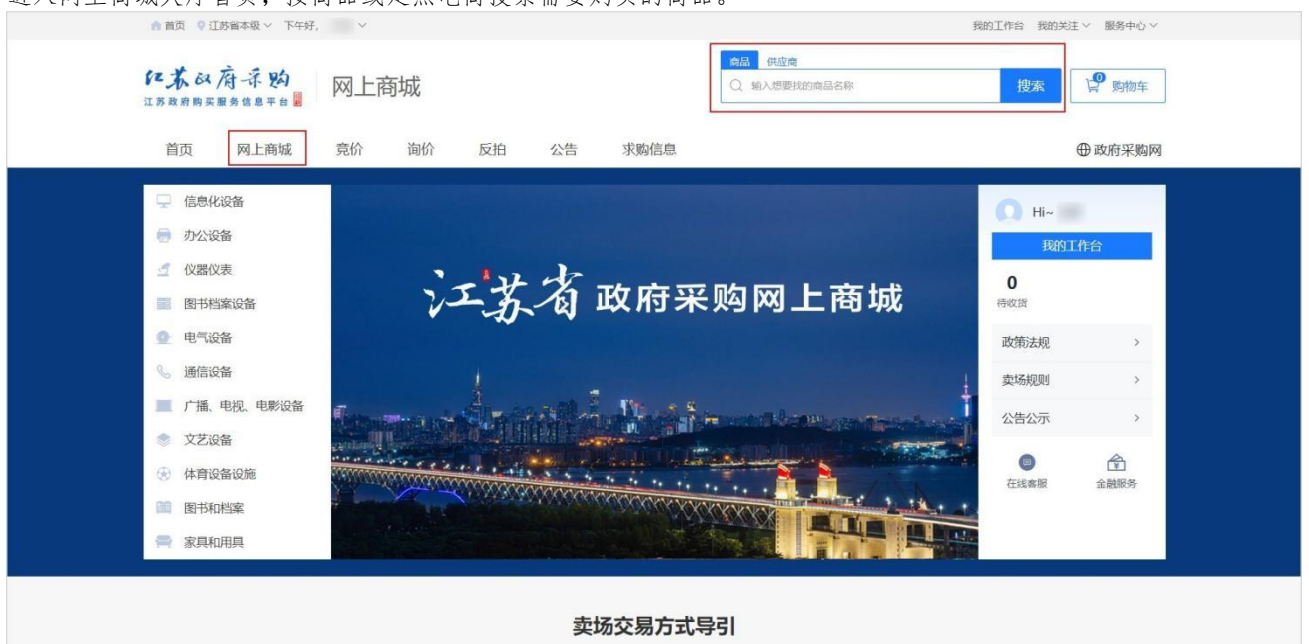 进入网上商城大厅首页，按商品或定点电商搜索需要购买的商品。
首页 江苏省本级 下午好， 我的工作台 我的关注 服务中心
商品 供应商
江苏政府采购
江苏政府购买服务信息平台
网上商城
输入想要找的商品名称 搜索 0 购物车
首页 网上商城 竞价 询价 反拍 公告 求购信息 政府采购网
信息化设备
办公设备
仪器仪表
图书档案设备
电气设备
通信设备
广播、电视、电影设备
文艺设备
体育设备设施
图书和档案
家具和用具
江苏省 政府采购网上商城
Hi~
我的工作台
0
待收货
政策法规
卖场规则
公告公示
在线客服 金融服务
卖场交易方式导引